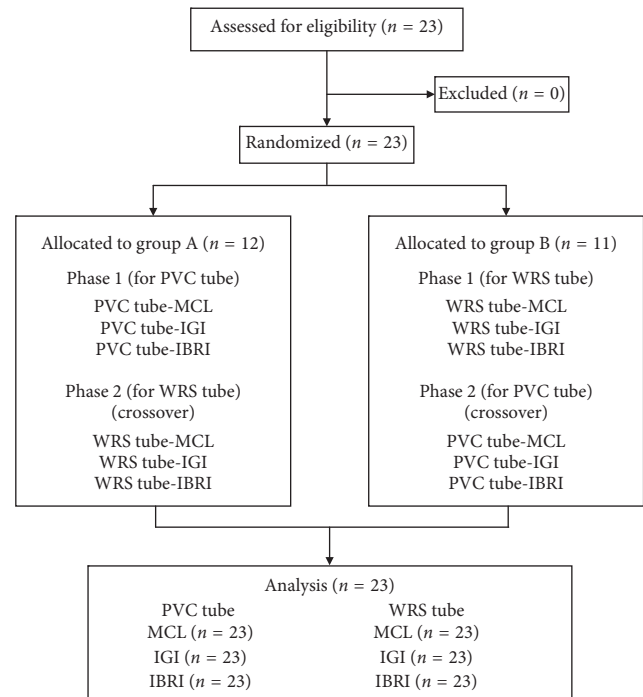 Assessed for eligibility (n = 23)
Excluded (n = 0)
Randomized (n = 23)
Allocated to group A (n = 12)
Phase 1 (for PVC tube)
PVC tube-MCL
PVC tube-IGI
PVC tube-IBRI
Phase 2 (for WRS tube)
(crossover)
WRS tube-MCL
WRS tube-IGI
WRS tube-IBRI
Allocated to group B (n = 11)
Phase 1 (for WRS tube)
WRS tube-MCL
WRS tube-IGI
WRS tube-IBRI
Phase 2 (for PVC tube)
(crossover)
PVC tube-MCL
PVC tube-IGI
PVC tube-IBRI
Analysis (n = 23)
PVC tube
MCL (n = 23)
IGI (n = 23)
IBRI (n = 23)
WRS tube
MCL (n = 23)
IGI (n = 23)
IBRI (n = 23)